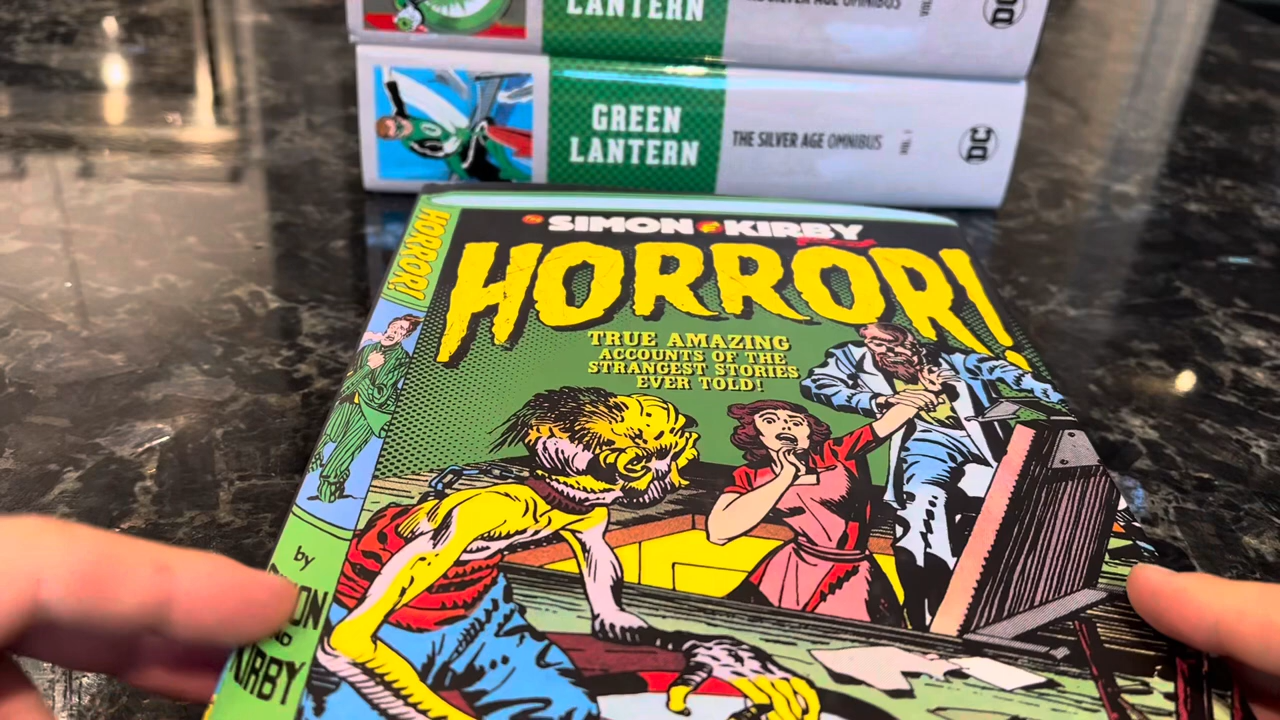 LANTERN
SILVER AGE OMNIBUS
DC
GREEN
LANTERN
THE SILVER AGE OMNIBUS
VOL. 1
DC
SIMON KIRBY
HORROR!
TRUE AMAZING
ACCOUNTS OF THE
STRANGEST STORIES
EVER TOLD!
HORROR!
by
KIRBY